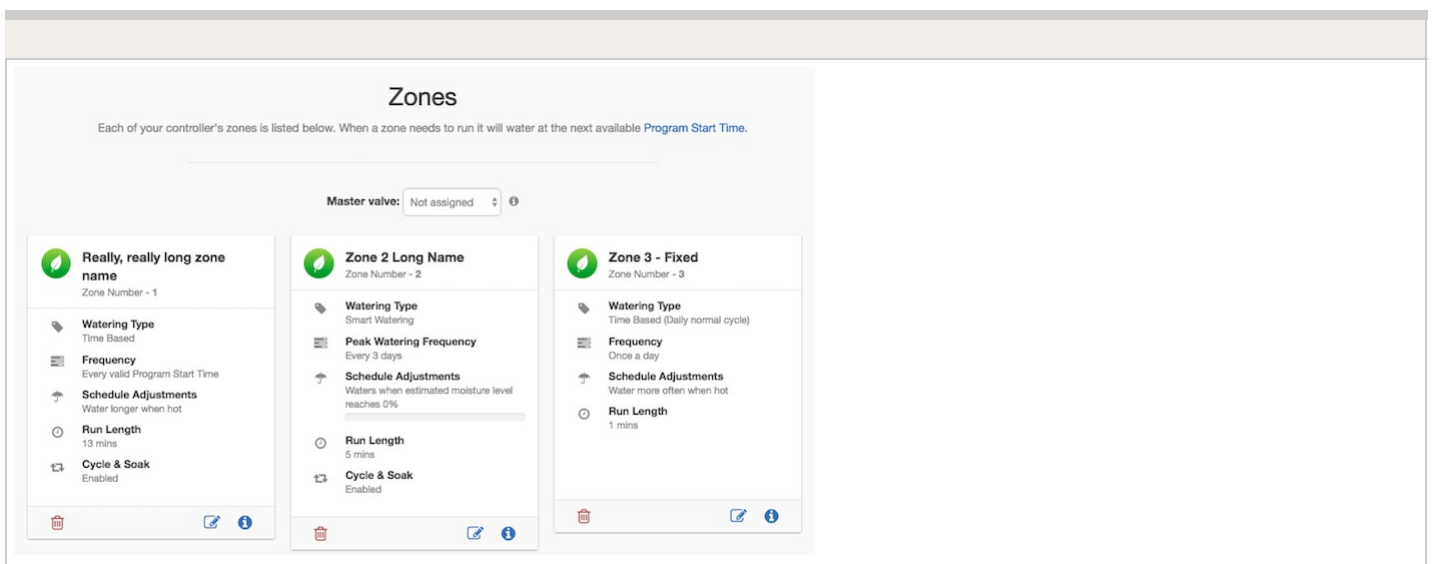 Zones
Each of your controller's zones is listed below. When a zone needs to run it will water at the next available Program Start Time.
Master valve: Not assigned
Really, really long zone
name
Zone Number - 1
Watering Type
Time Based
Frequency
Every valid Program Start Time
Schedule Adjustments
Water longer when hot
Run Length
13 mins
Cycle & Soak
Enabled
Zone 2 Long Name
Zone Number - 2
Watering Type
Smart Watering
Peak Watering Frequency
Every 3 days
Schedule Adjustments
Waters when estimated moisture level
reaches 0%
Run Length
5 mins
Cycle & Soak
Enabled
Zone 3 - Fixed
Zone Number - 3
Watering Type
Time Based (Daily normal cycle)
Frequency
Once a day
Schedule Adjustments
Water more often when hot
Run Length
1 mins